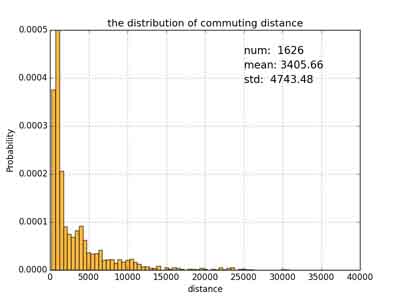 the distribution of commuting distance
0.0005
num: 1626
mean: 3405.66
std: 4743.48
0.0004
0.0003
Probability
0.0002
0.0001
0.0000
0 5000 10000 15000 20000 25000 30000 35000 40000
distance